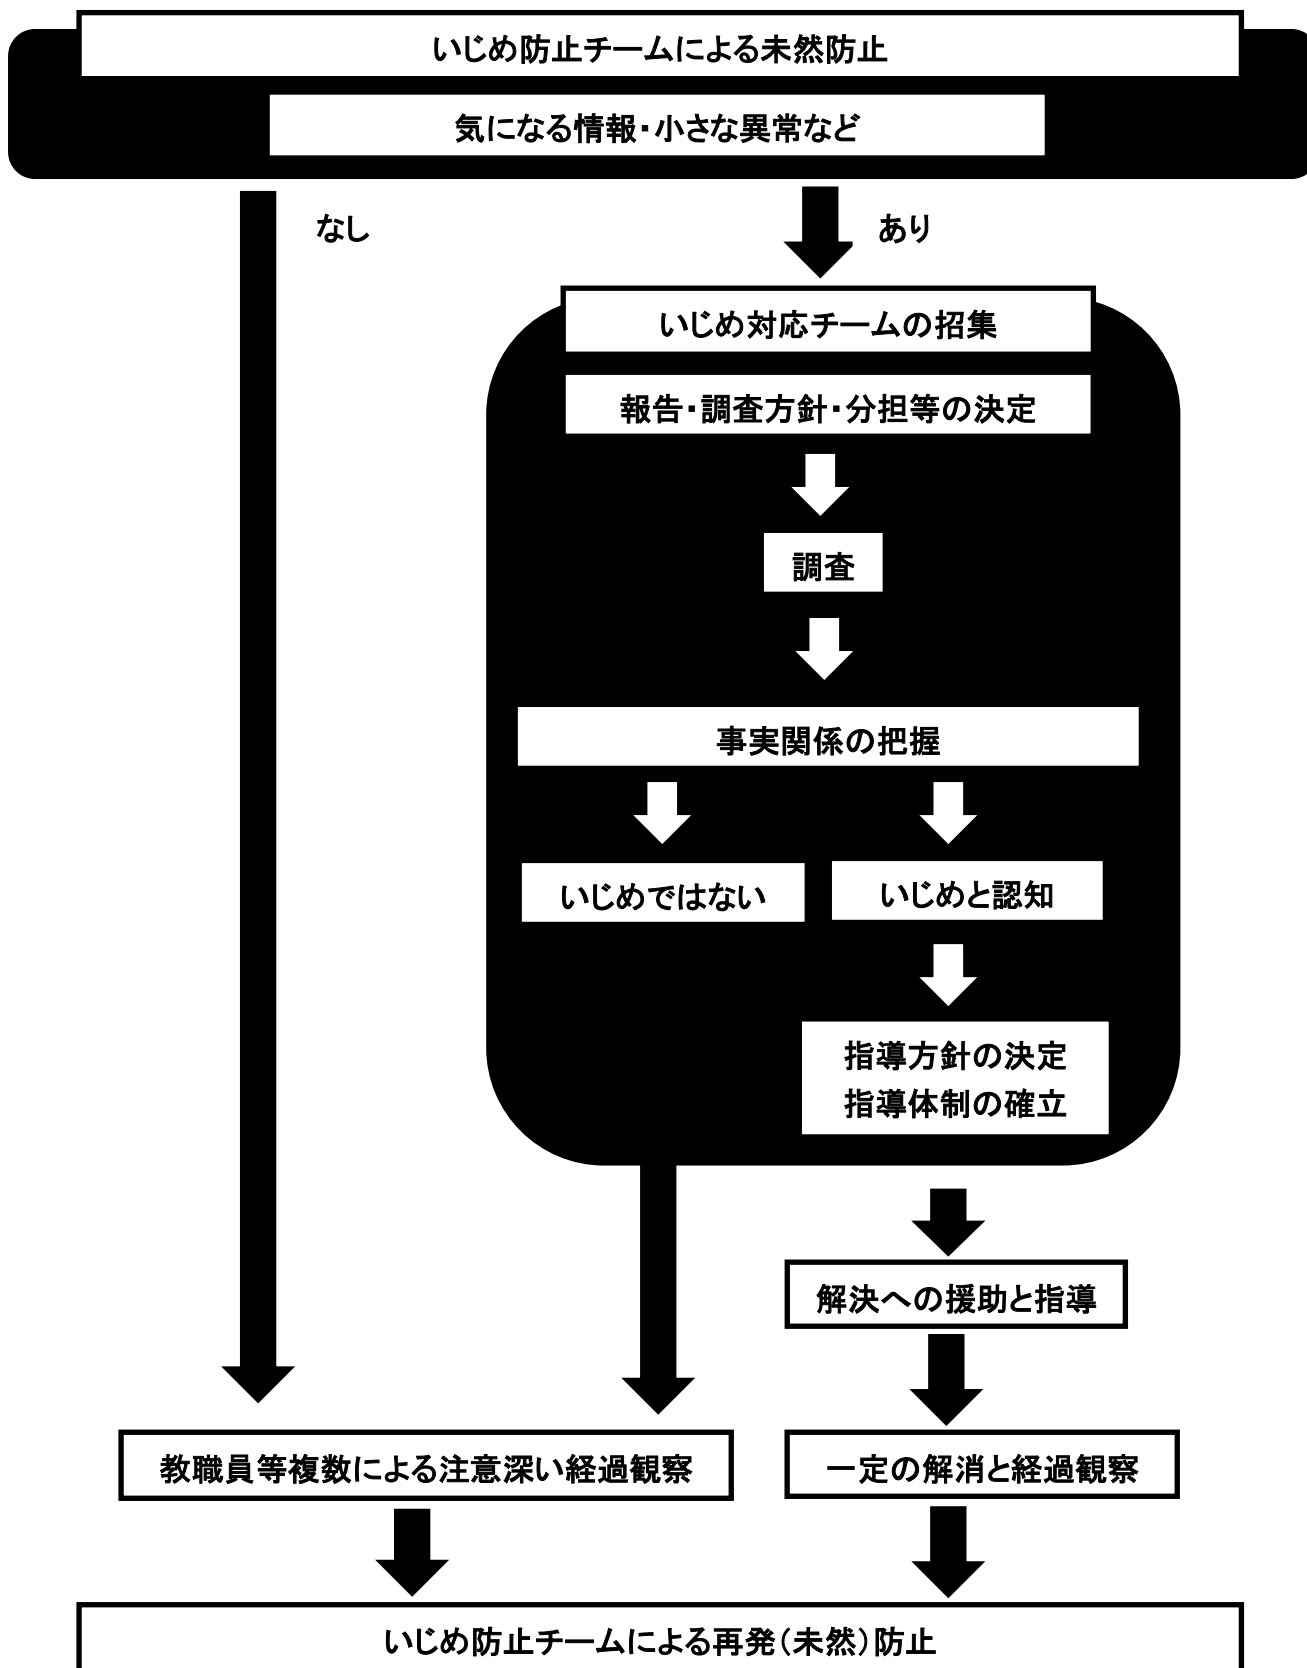 いじめ防止チームによる未然防止
気になる情報・小さな異常など
なし
あり
いじめ対応チームの招集
報告・調査方針・分担等の決定
調査
事実関係の把握
いじめではない
いじめと認知
指導方針の決定
指導体制の確立
解決への援助と指導
教職員等複数による注意深い経過観察
一定の解消と経過観察
いじめ防止チームによる再発（未然）防止